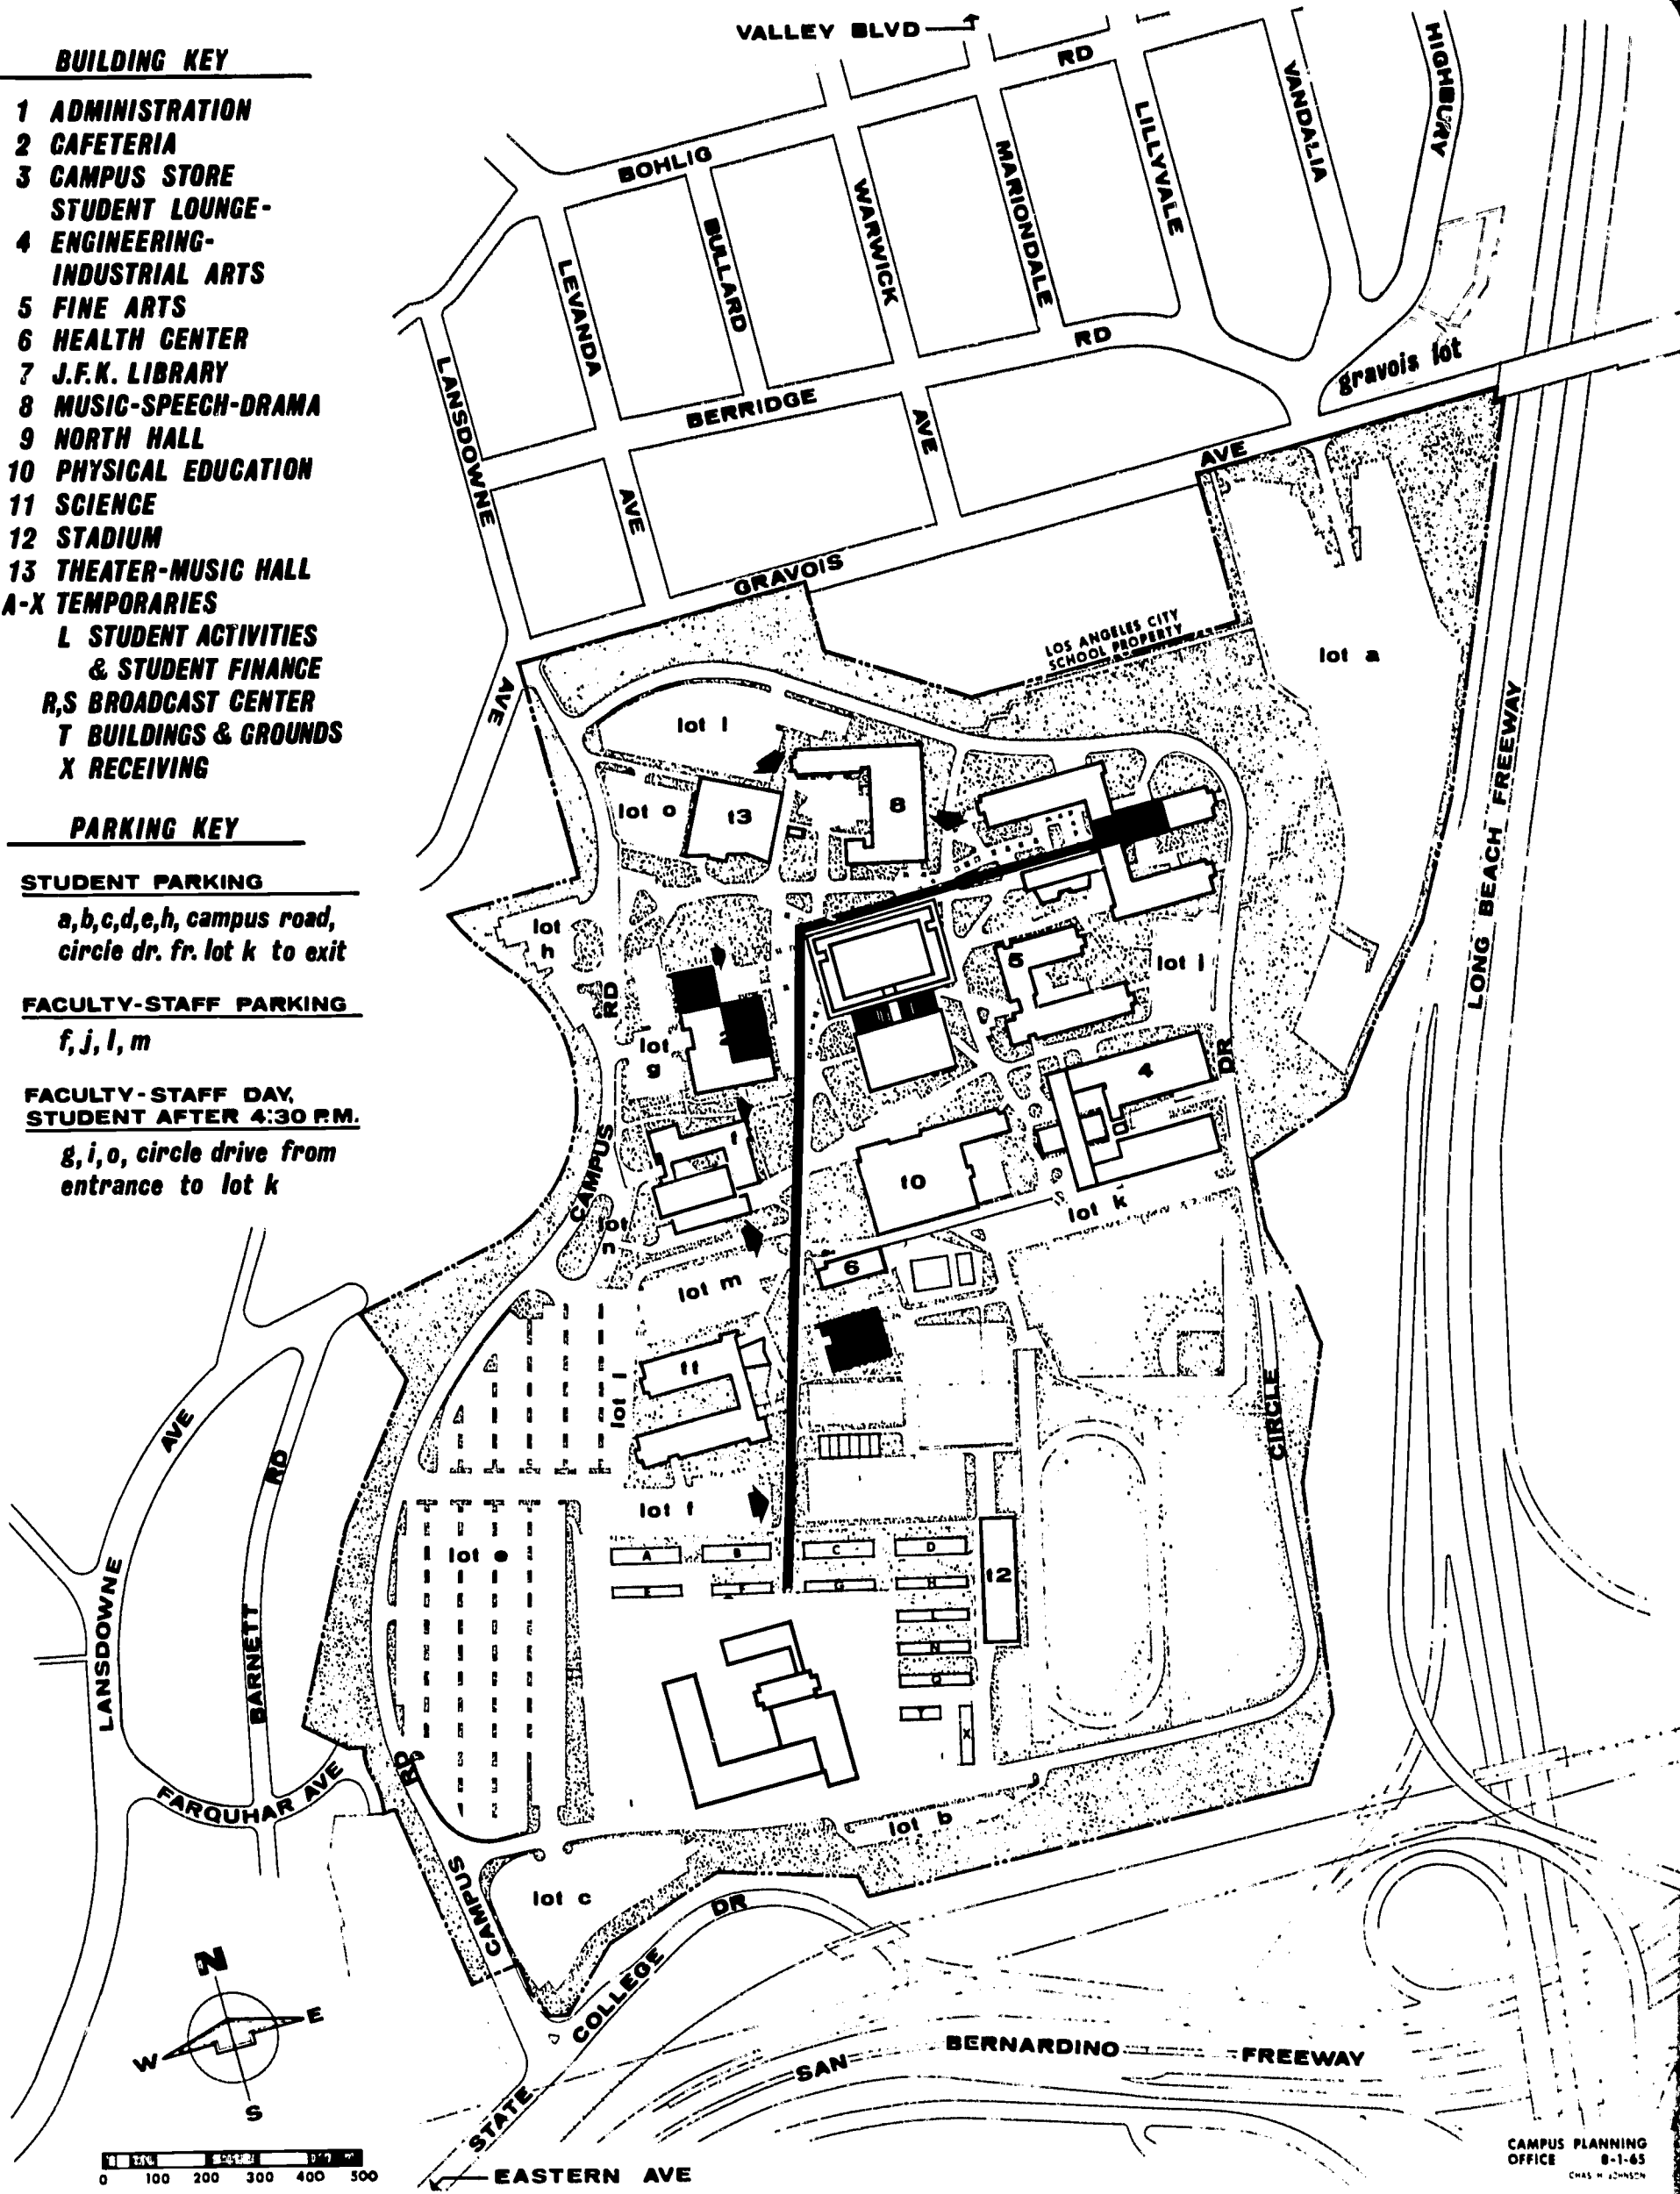 BUILDING KEY
1 ADMINISTRATION
2 CAFETERIA
3 CAMPUS STORE
STUDENT LOUNGE-
4 ENGINEERING-
INDUSTRIAL ARTS
5 FINE ARTS
6 HEALTH CENTER
7 J.F.K. LIBRARY
8 MUSIC-SPEECH-DRAMA
9 NORTH HALL
10 PHYSICAL EDUCATION
11 SCIENCE
12 STADIUM
13 THEATER-MUSIC HALL
A-X TEMPORARIES
L STUDENT ACTIVITIES
& STUDENT FINANCE
R,S BROADCAST CENTER
T BUILDINGS & GROUNDS
X RECEIVING
PARKING KEY
STUDENT PARKING
a,b,c,d,e,h, campus road,
circle dr. fr. lot k to exit
FACULTY-STAFF PARKING
f, j, l, m
FACULTY-STAFF DAY,
STUDENT AFTER 4:30 P.M.
g, i, o, circle drive from
entrance to lot k
VALLEY BLVD
BOHLIG RD
HIGHBURY
VANDALIA
LILLYVALE
MARIONDALE
WARWICK AVE
BULLARD
LEVANDA AVE
LANSDOWNE AVE
BERRIDGE RD
GRAVOIS AVE
gravois lot
LOS ANGELES CITY
SCHOOL PROPERTY
lot a
LONG BEACH FREEWAY
lot l
lot o
13
8
lot h
CAMPUS RD
lot g
2
5
lot i
4
CIRCLE DR
1
10
lot k
lot n
lot m
6
11
lot j
lot f
lot e
A
B
C
D
E
F
G
H
12
N
X
lot b
lot c
CAMPUS RD
LANSDOWNE AVE
BARNETT RD
FARQUHAR AVE
STATE COLLEGE DR
SAN BERNARDINO FREEWAY
EASTERN AVE
N
E
W
S
0 100 200 300 400 500
CAMPUS PLANNING
OFFICE 8-1-65
CHAS H JOHNSON